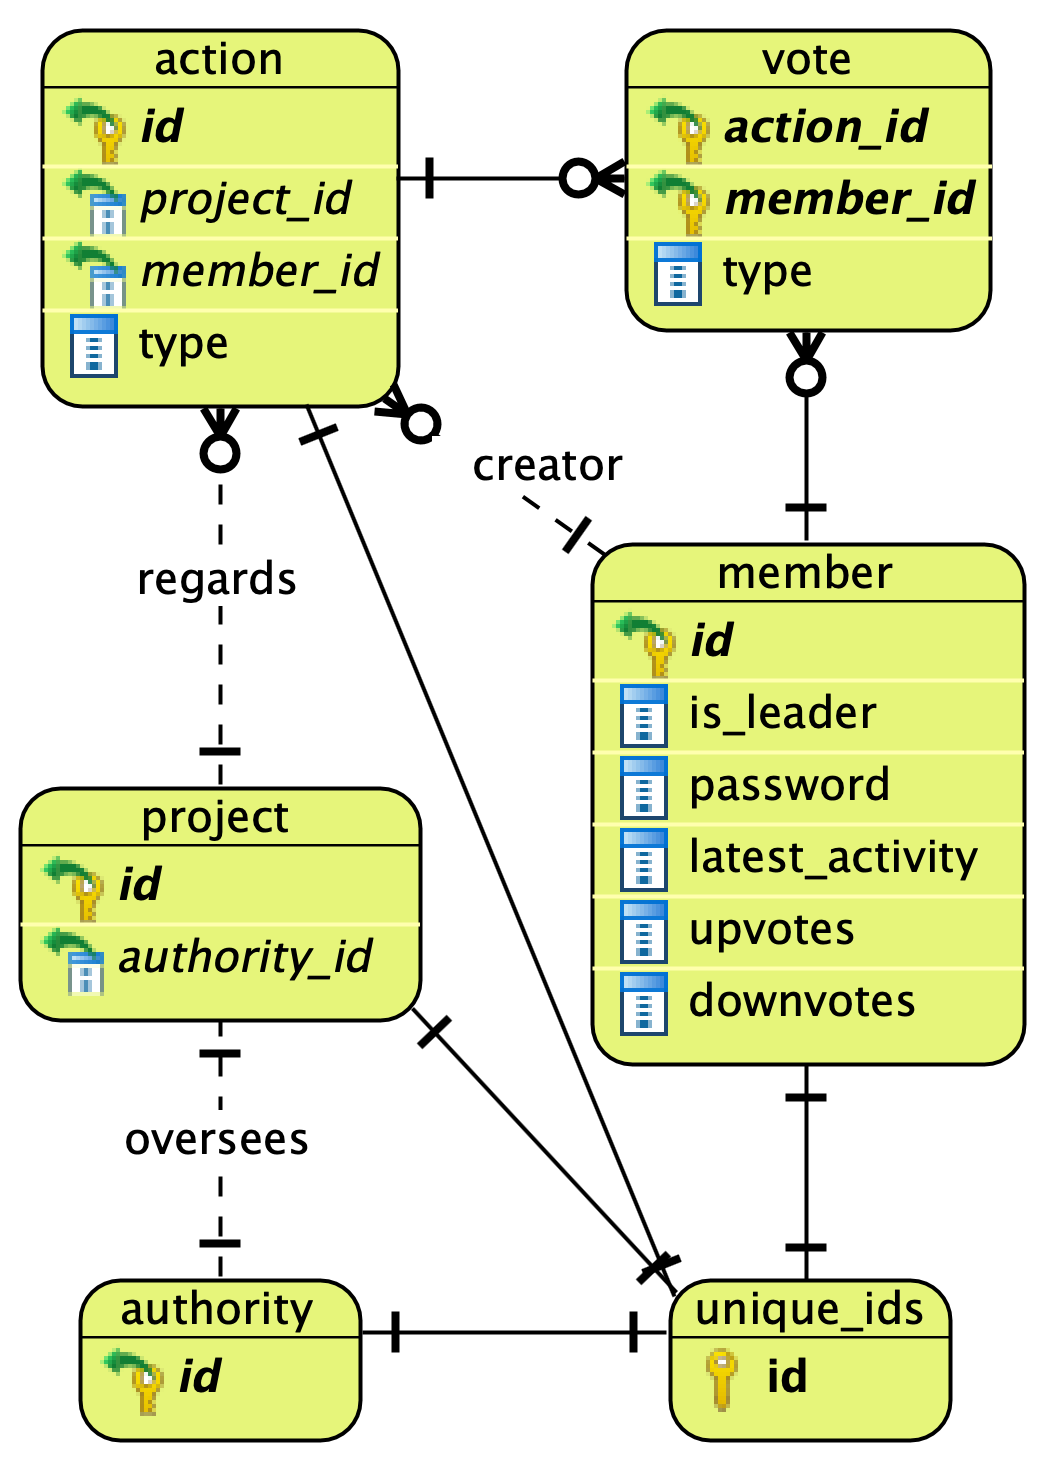 action
id
project_id
member_id
type
vote
action_id
member_id
type
creator
regards
member
id
is_leader
password
latest_activity
upvotes
downvotes
project
id
authority_id
oversees
authority
id
unique_ids
id